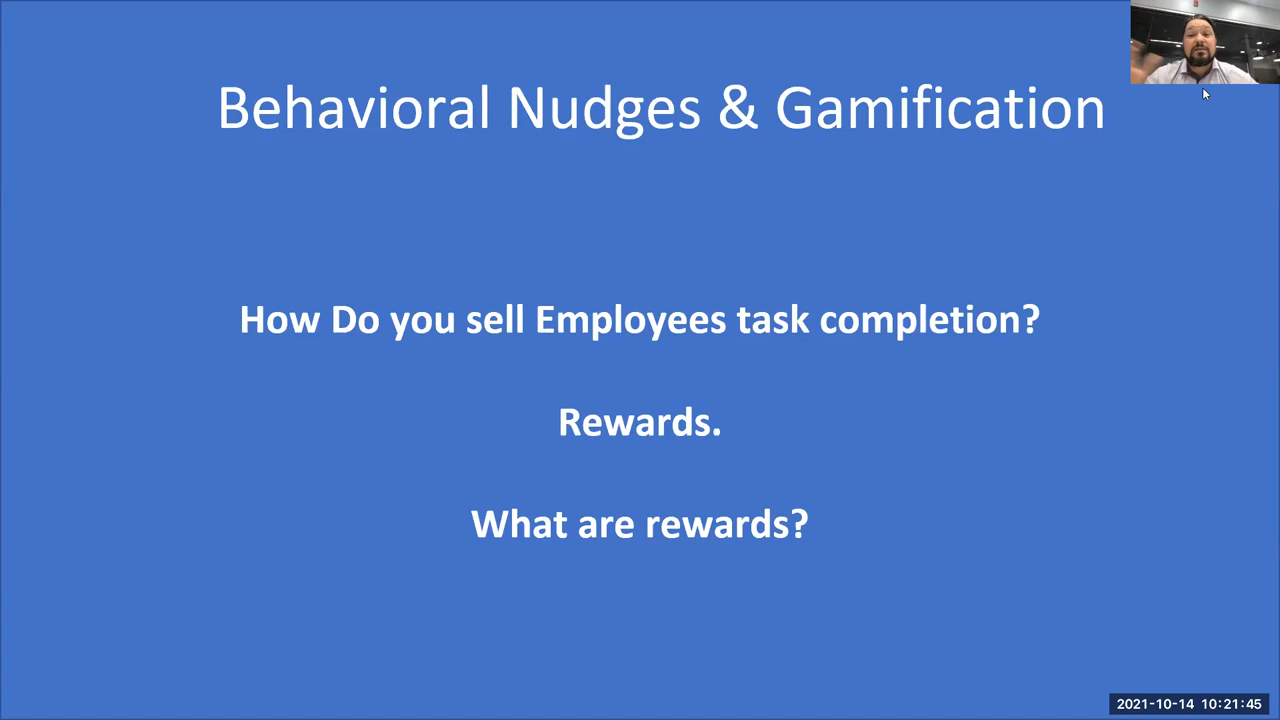 Behavioral Nudges & Gamification
How Do you sell Employees task completion?
Rewards.
What are rewards?
2021-10-14 10:21:45